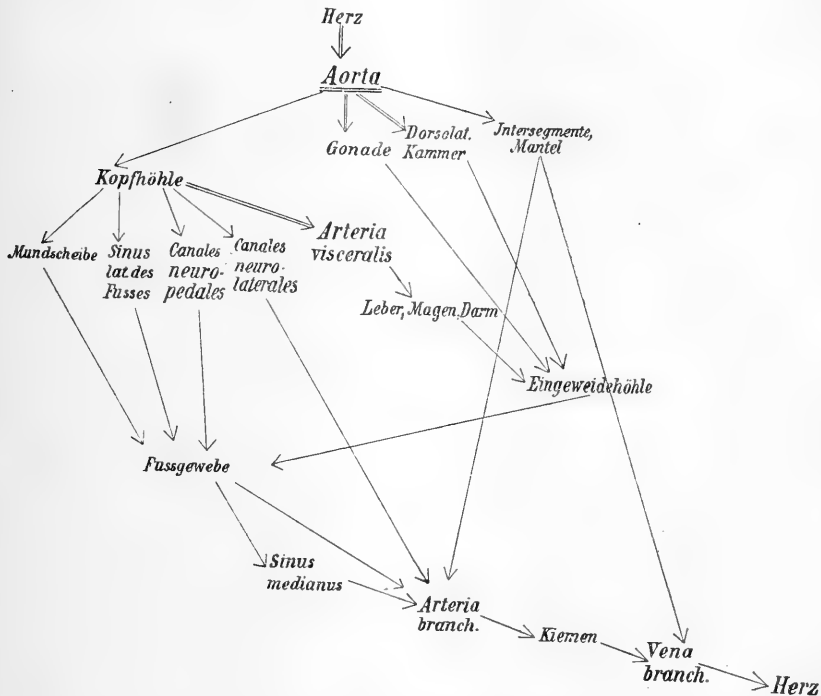 Herz
Aorta
Gonade
Dorsolat.
Kammer
Intersegmente,
Mantel
Kopfhöhle
Mundscheibe
Sinus
lat des
Fusses
Canales
neuro-
pedales
Canales
neuro-
laterales
Arteria
visceralis
Leber, Magen, Darm
Eingeweidehöhle
Fussgewebe
Sinus
medianus
Arteria
branch.
Kiemen
Vena
branch.
Herz